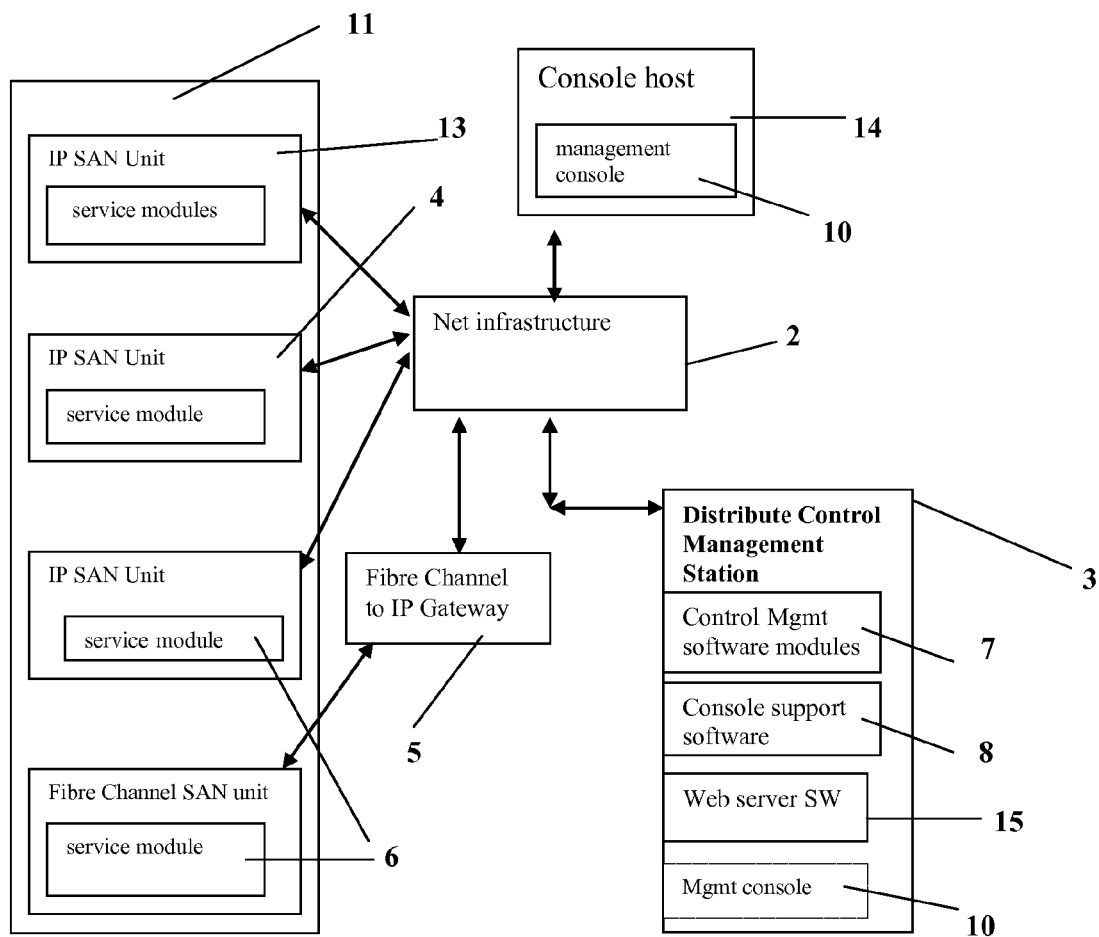 11
IP SAN Unit
service modules
13
4
IP SAN Unit
service module
IP SAN Unit
service module
Fibre Channel SAN unit
service module
6
Console host
management
console
14
10
Net infrastructure
2
Fibre Channel
to IP Gateway
5
Distribute Control
Management
Station
3
Control Mgmt
software modules
7
Console support
software
8
Web server SW
15
Mgmt console
10